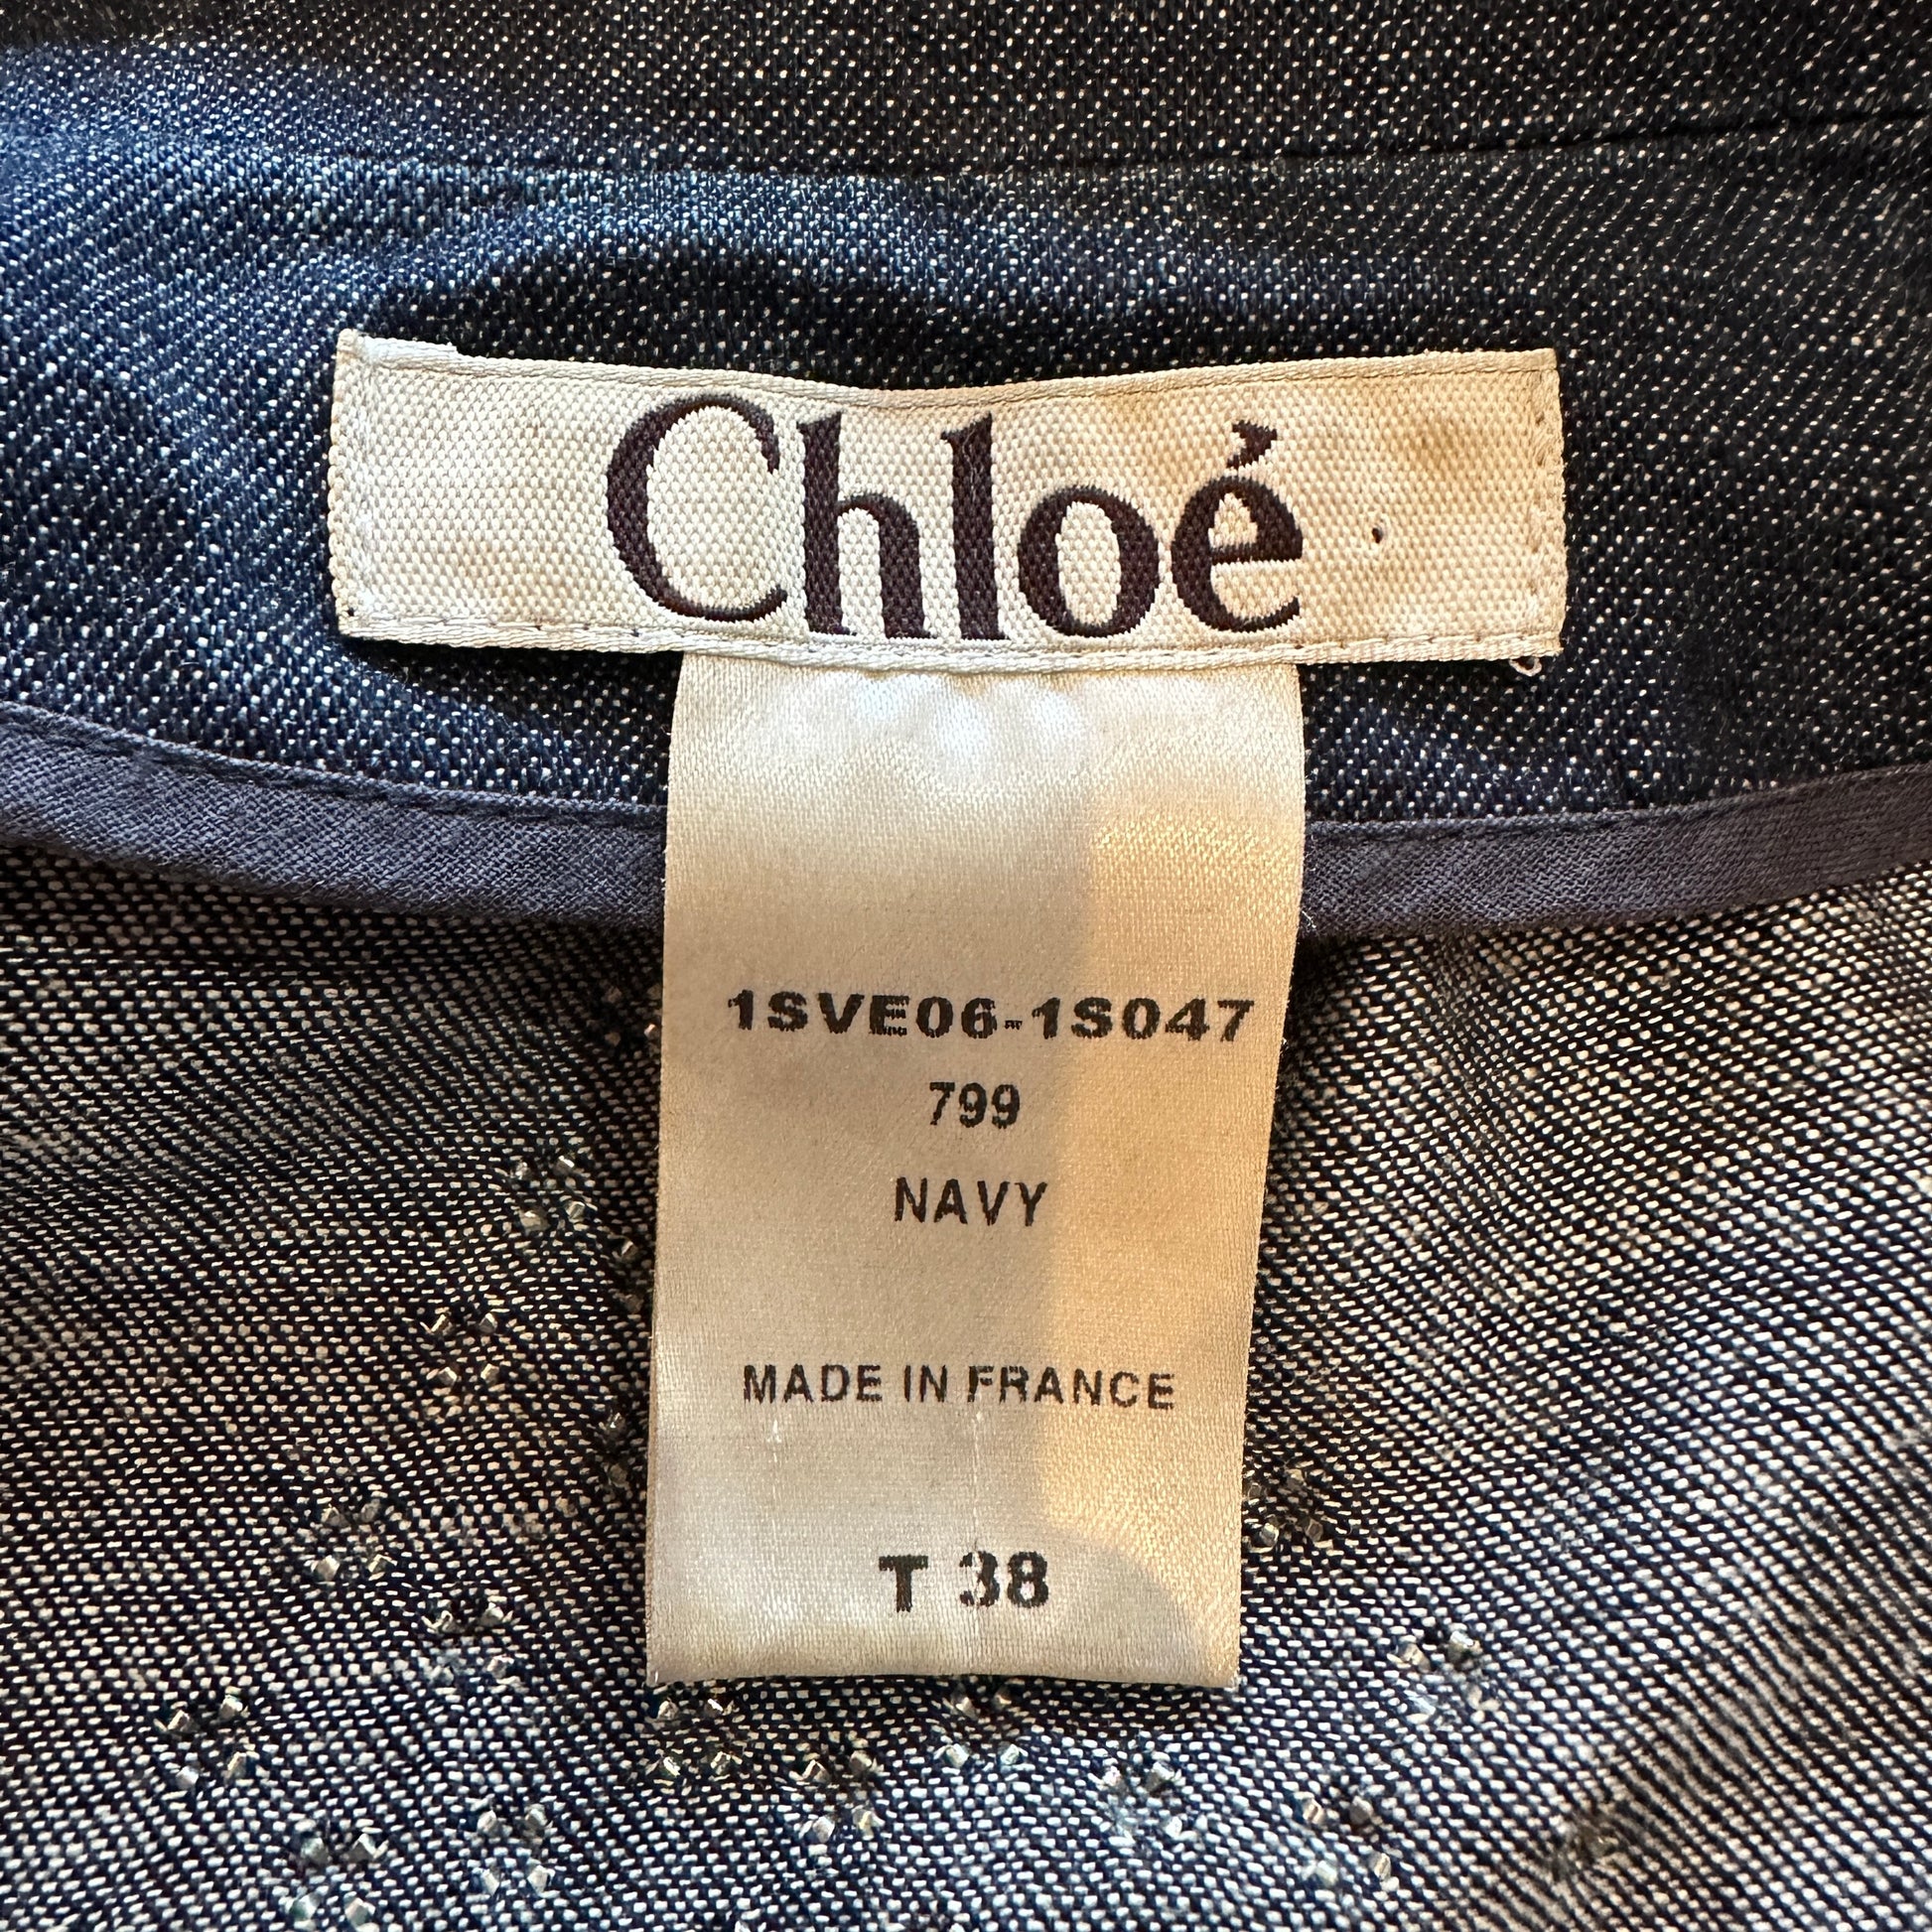 Chloé
1SVE06-1S047
799
NAVY
MADE IN FRANCE
T 38